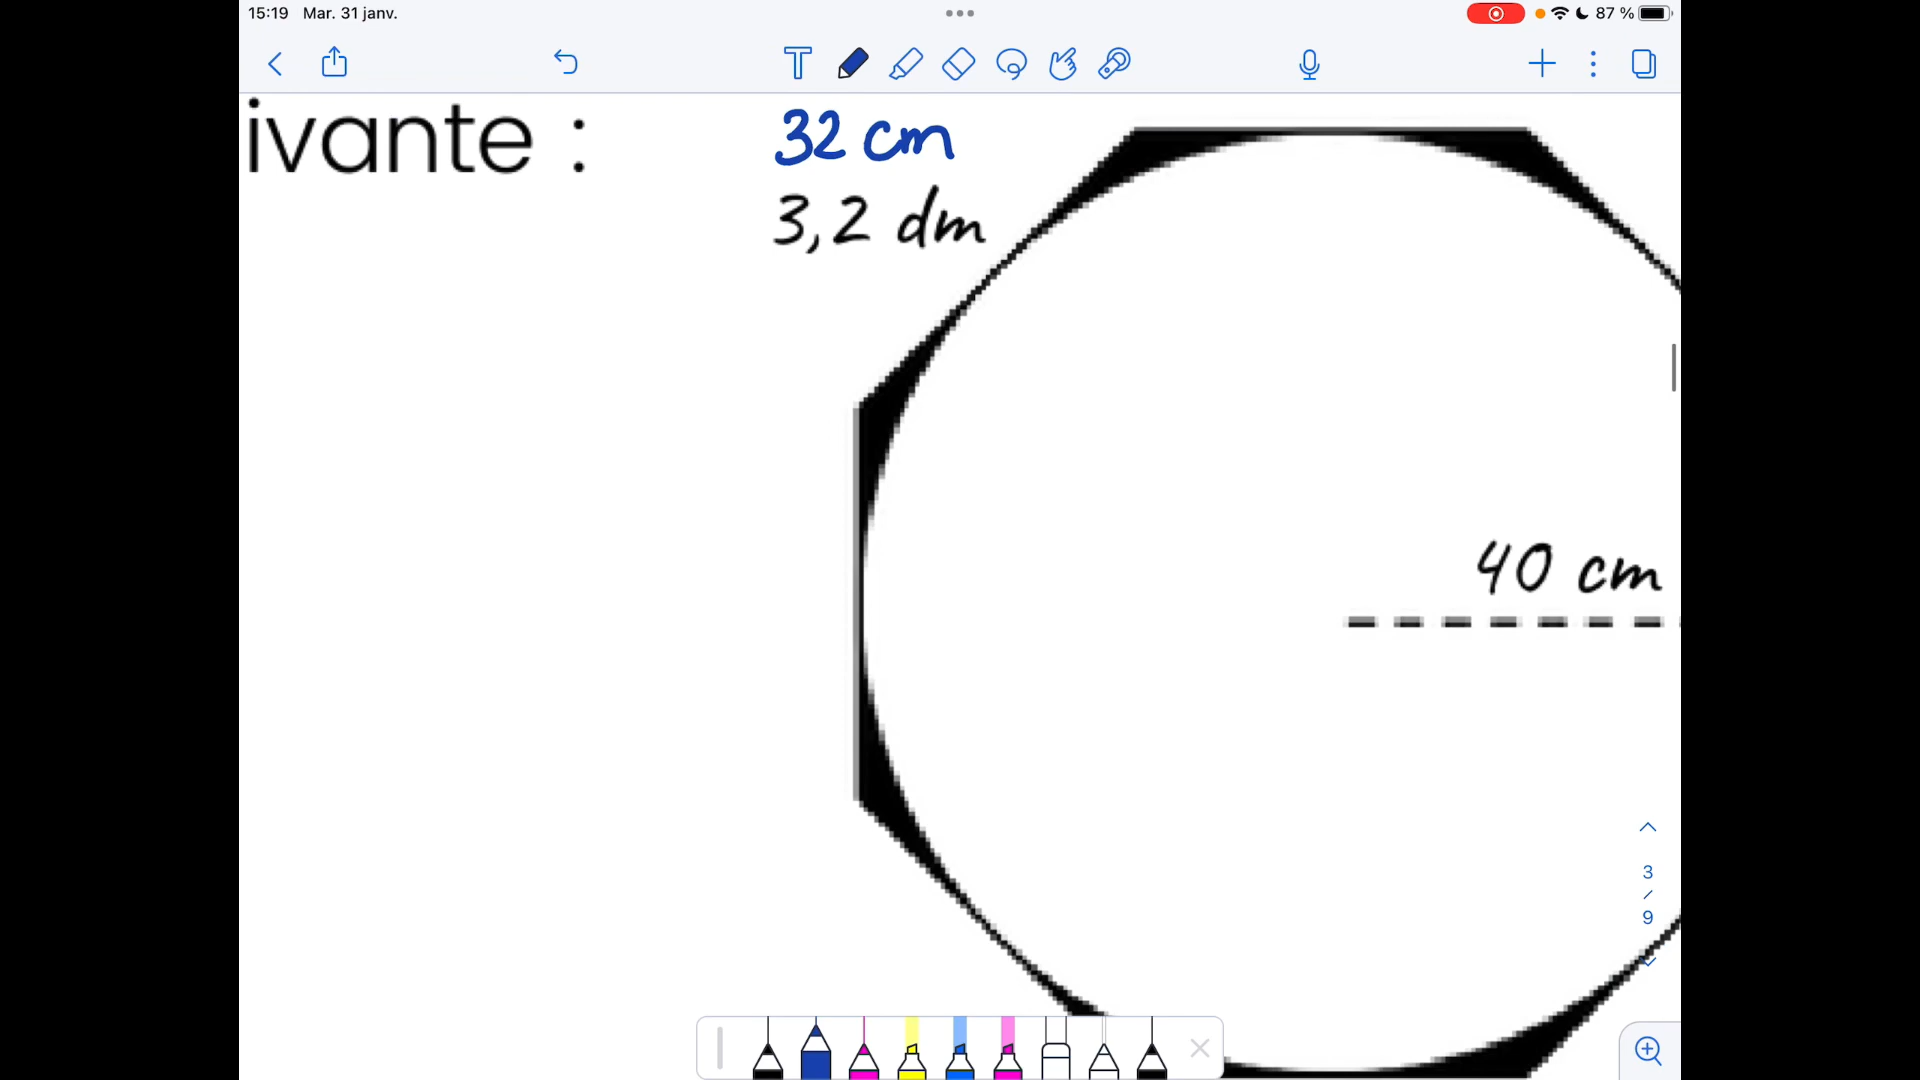 15:19 Mar. 31 janv. 87 %
ivante :
32 cm
3,2 dm
40 cm
3
/
9